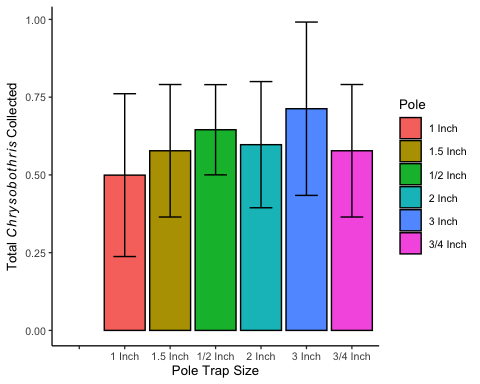 1.00
0.75
0.50
0.25
0.00
Total Chrysobothris Collected
1 Inch 1.5 Inch 1/2 Inch 2 Inch 3 Inch 3/4 Inch
Pole Trap Size
Pole
1 Inch
1.5 Inch
1/2 Inch
2 Inch
3 Inch
3/4 Inch